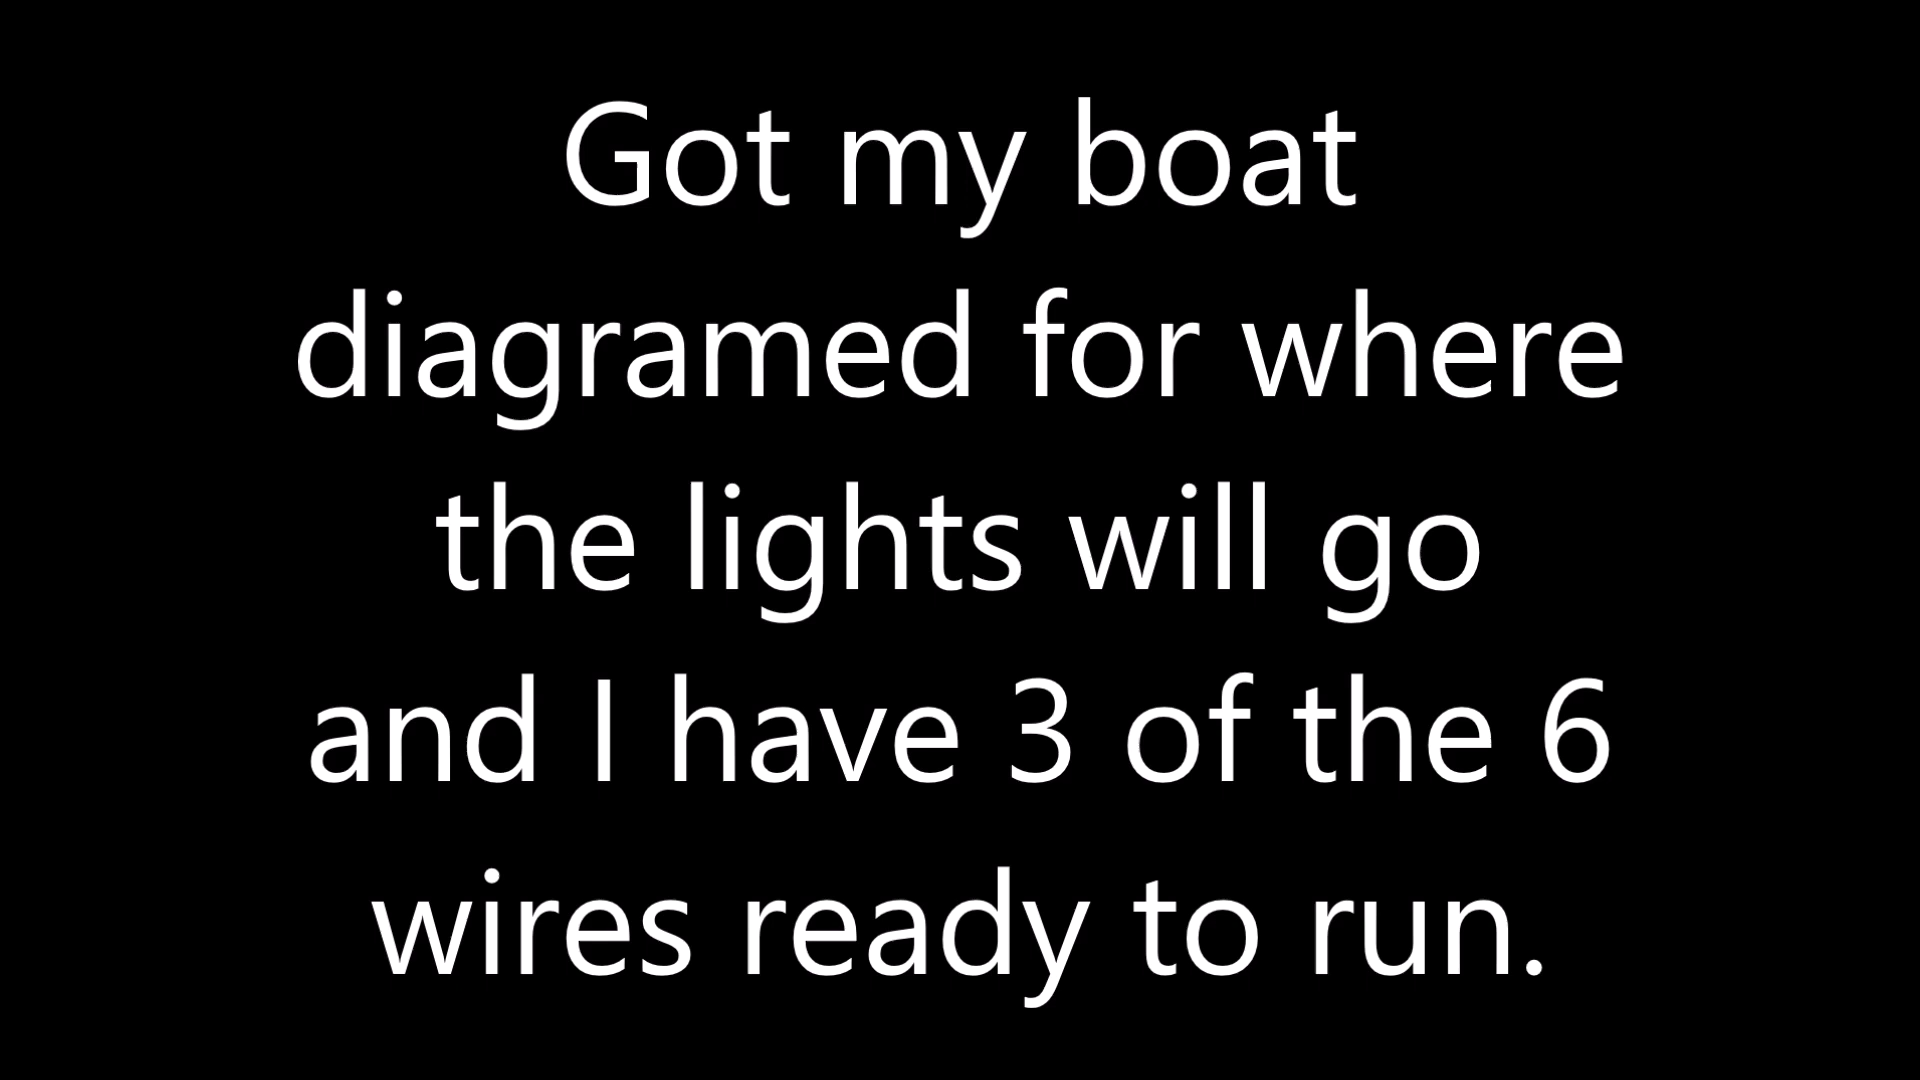 Got my boat
diagramed for where
the lights will go
and I have 3 of the 6
wires ready to run.